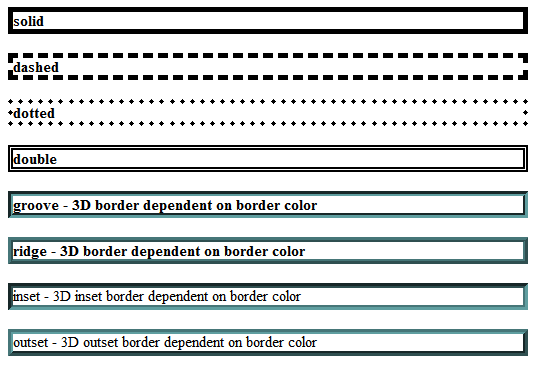 solid
dashed
dotted
double
groove - 3D border dependent on border color
ridge - 3D border dependent on border color
inset - 3D inset border dependent on border color
outset - 3D outset border dependent on border color